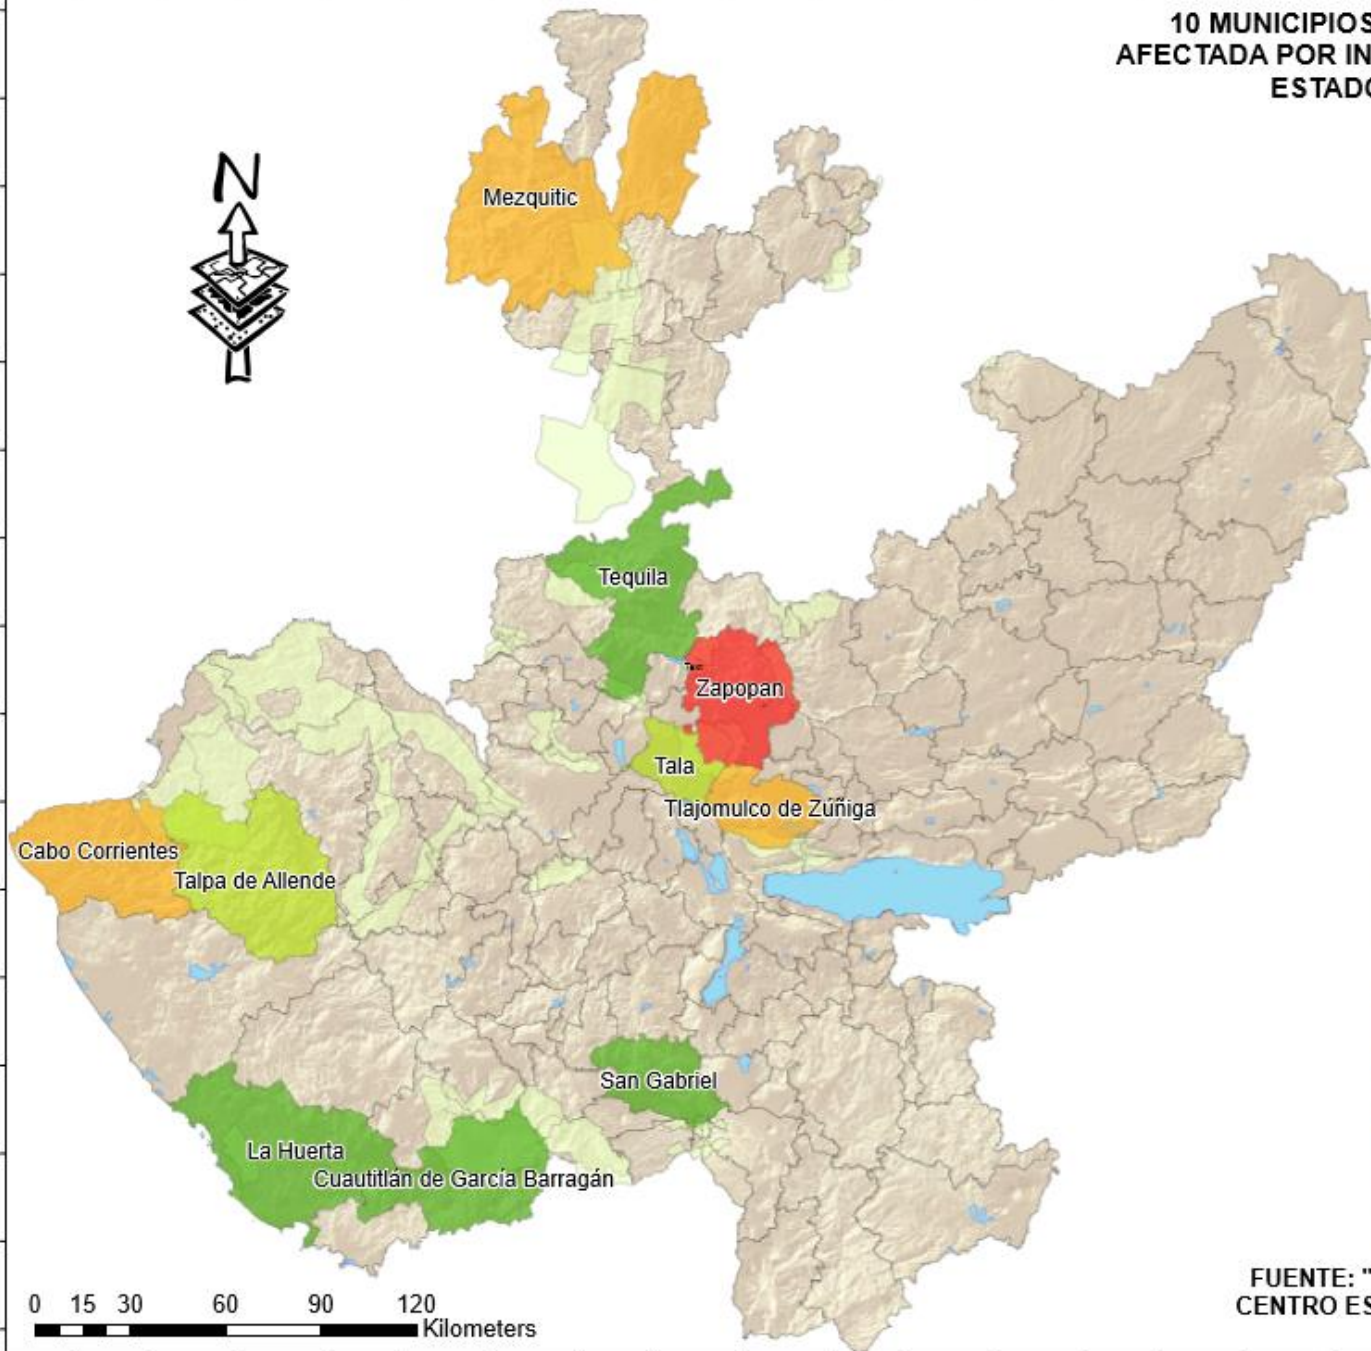 10 MUNICIPIOS
AFECTADA POR IN
ESTADO
N
Mezquitic
Tequila
Zapopan
Tala
Tlajomulco de Zúñiga
Cabo Corrientes
Talpa de Allende
San Gabriel
La Huerta
Cuautitlán de García Barragán
0 15 30 60 90 120
Kilometers
FUENTE: "
CENTRO ES